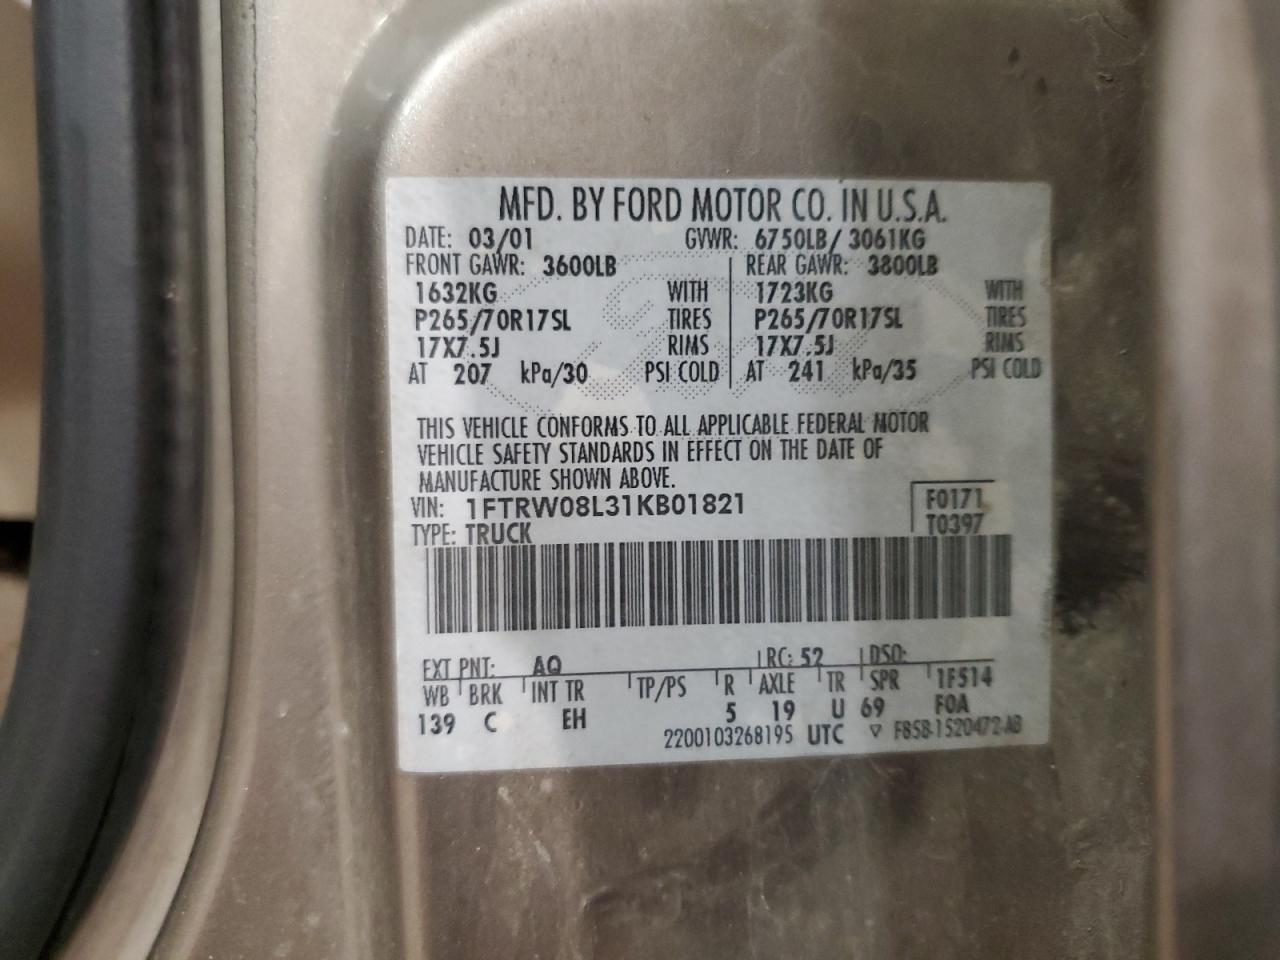 MFD. BY FORD MOTOR CO. IN U.S.A.
DATE: 03/01 GVWR: 6750LB/ 3061KG
FRONT GAWR: 3600LB REAR GAWR: 3800LB
1632KG WITH 1723KG WITH
P265/70R17SL TIRES P265/70R17SL TIRES
17X7.5J RIMS 17X7.5J RIMS
AT 207 kPa/30 PSI COLD AT 241 kPa/35 PSI COLD
THIS VEHICLE CONFORMS TO ALL APPLICABLE FEDERAL MOTOR
VEHICLE SAFETY STANDARDS IN EFFECT ON THE DATE OF
MANUFACTURE SHOWN ABOVE.
VIN: 1FTRW08L31KB01821 F0171
TYPE: TRUCK T0397
EXT PNT: AQ RC: 52 DSO:
WB BRK INT TR TP/PS R AXLE TR SPR 1F514
139 C EH 5 19 U 69 FOA
2200103268195 UTC ▽ F85B-1520472-AB